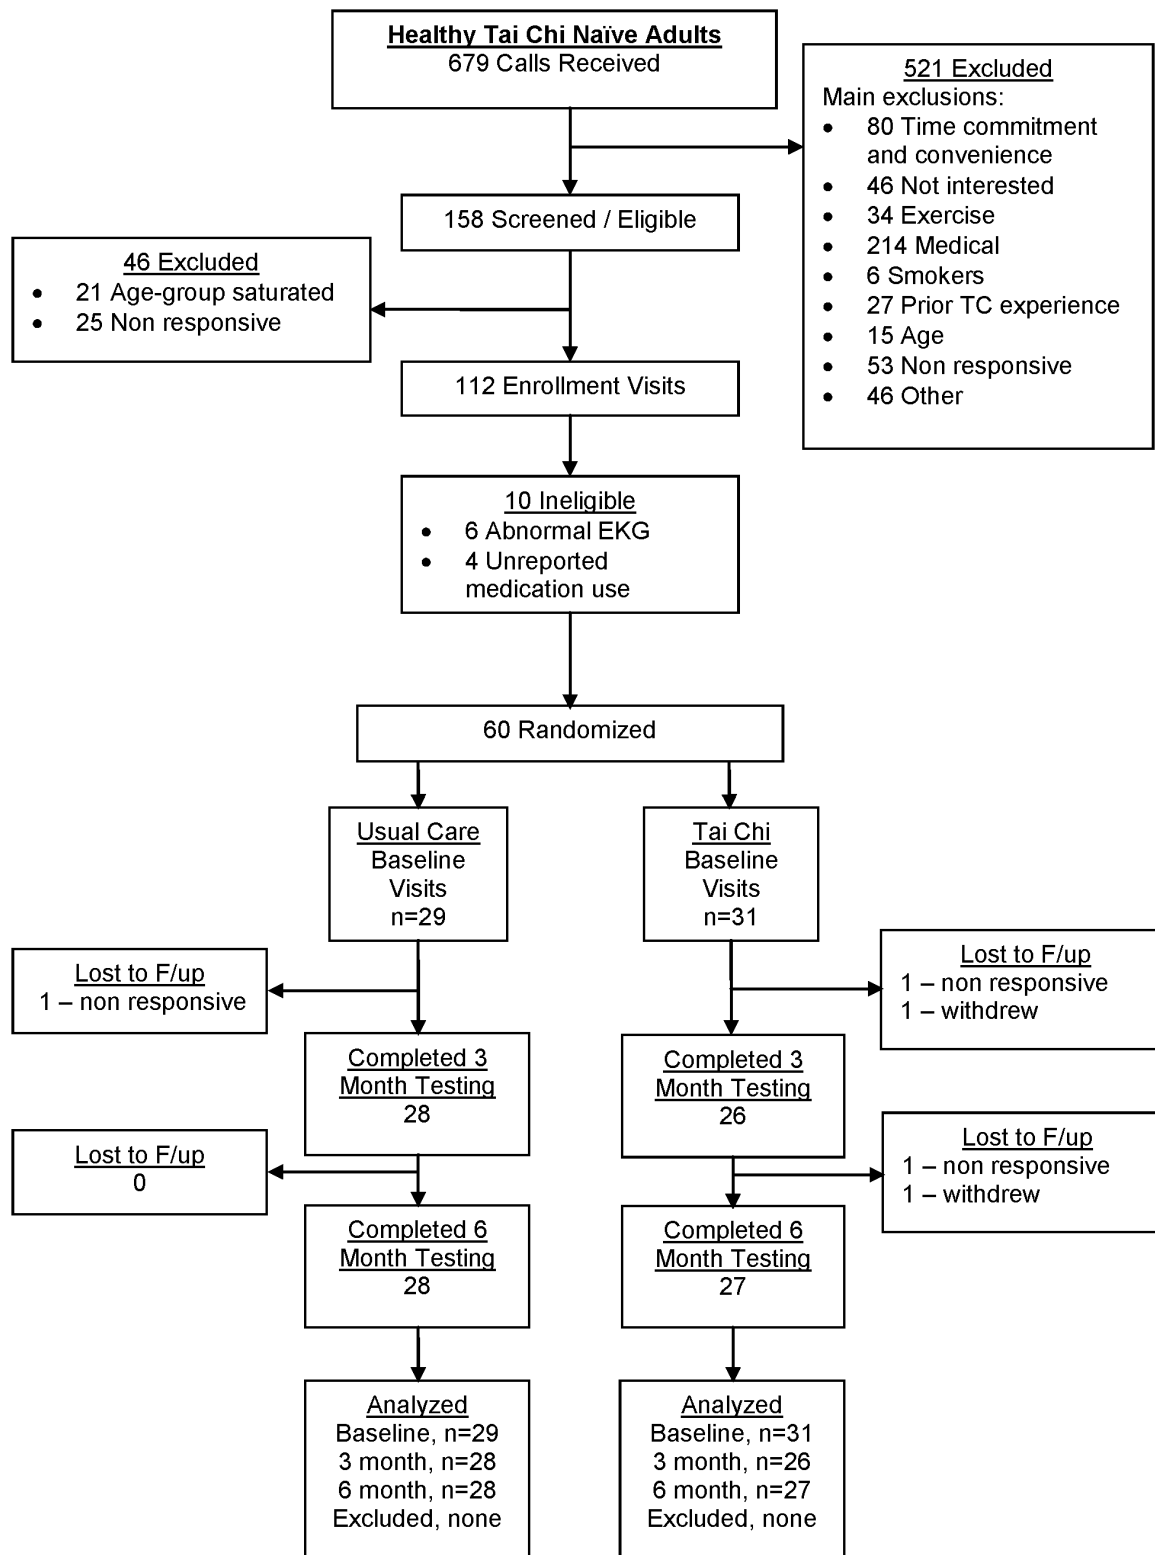 Healthy Tai Chi Naïve Adults
679 Calls Received
521 Excluded
Main exclusions:
• 80 Time commitment
and convenience
• 46 Not interested
• 34 Exercise
• 214 Medical
• 6 Smokers
• 27 Prior TC experience
• 15 Age
• 53 Non responsive
• 46 Other
158 Screened / Eligible
46 Excluded
• 21 Age-group saturated
• 25 Non responsive
112 Enrollment Visits
10 Ineligible
• 6 Abnormal EKG
• 4 Unreported
medication use
60 Randomized
Usual Care
Baseline
Visits
n=29
Tai Chi
Baseline
Visits
n=31
Lost to F/up
1 – non responsive
Lost to F/up
1 – non responsive
1 – withdrew
Completed 3
Month Testing
28
Completed 3
Month Testing
26
Lost to F/up
0
Lost to F/up
1 – non responsive
1 – withdrew
Completed 6
Month Testing
28
Completed 6
Month Testing
27
Analyzed
Baseline, n=29
3 month, n=28
6 month, n=28
Excluded, none
Analyzed
Baseline, n=31
3 month, n=26
6 month, n=27
Excluded, none